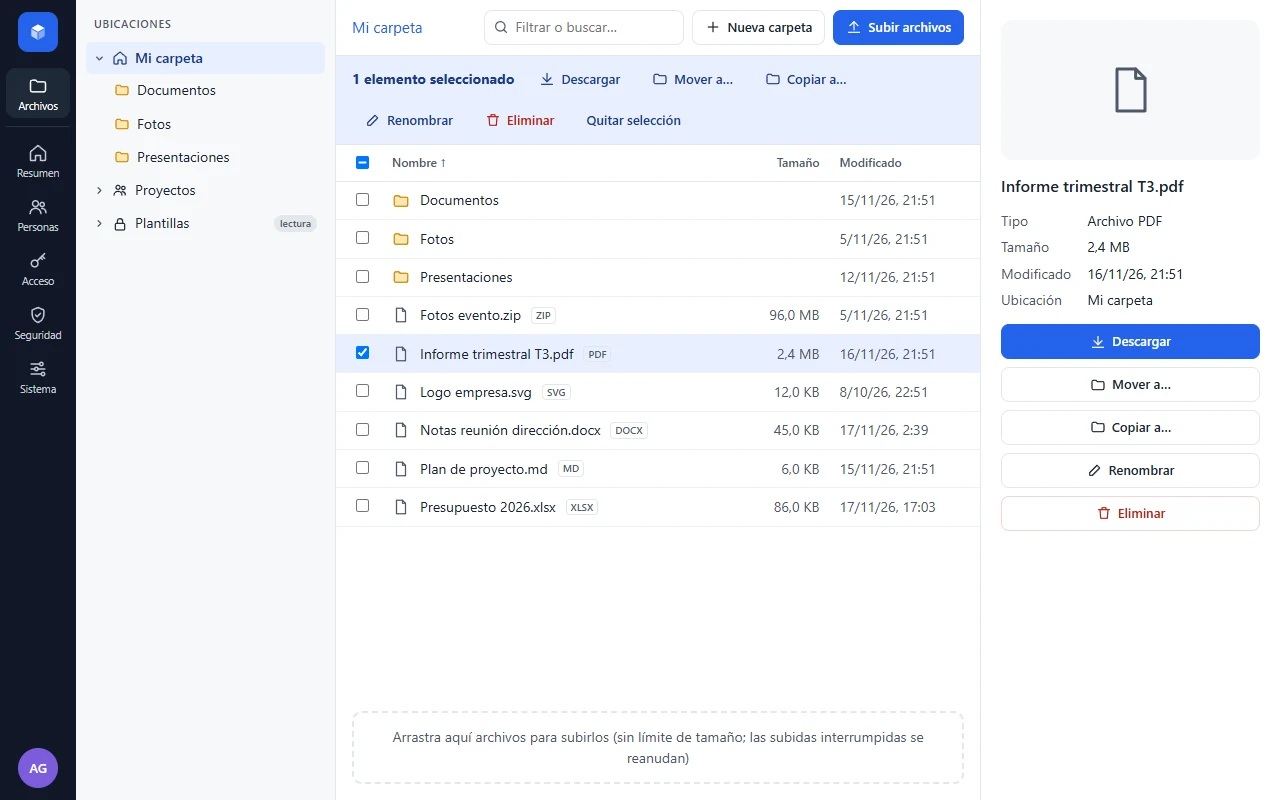 Archivos
Resumen
Personas
Acceso
Seguridad
Sistema
AG
UBICACIONES
Mi carpeta
Documentos
Fotos
Presentaciones
Proyectos
Plantillas lectura
Mi carpeta
Filtrar o buscar...
Nueva carpeta
Subir archivos
1 elemento seleccionado Descargar Mover a... Copiar a...
Renombrar Eliminar Quitar selección
Nombre ↑ Tamaño Modificado
Documentos 15/11/26, 21:51
Fotos 5/11/26, 21:51
Presentaciones 12/11/26, 21:51
Fotos evento.zip ZIP 96,0 MB 5/11/26, 21:51
Informe trimestral T3.pdf PDF 2,4 MB 16/11/26, 21:51
Logo empresa.svg SVG 12,0 KB 8/10/26, 22:51
Notas reunión dirección.docx DOCX 45,0 KB 17/11/26, 2:39
Plan de proyecto.md MD 6,0 KB 15/11/26, 21:51
Presupuesto 2026.xlsx XLSX 86,0 KB 17/11/26, 17:03
Arrastra aquí archivos para subirlos (sin límite de tamaño; las subidas interrumpidas se
reanudan)
Informe trimestral T3.pdf
Tipo Archivo PDF
Tamaño 2,4 MB
Modificado 16/11/26, 21:51
Ubicación Mi carpeta
Descargar
Mover a...
Copiar a...
Renombrar
Eliminar